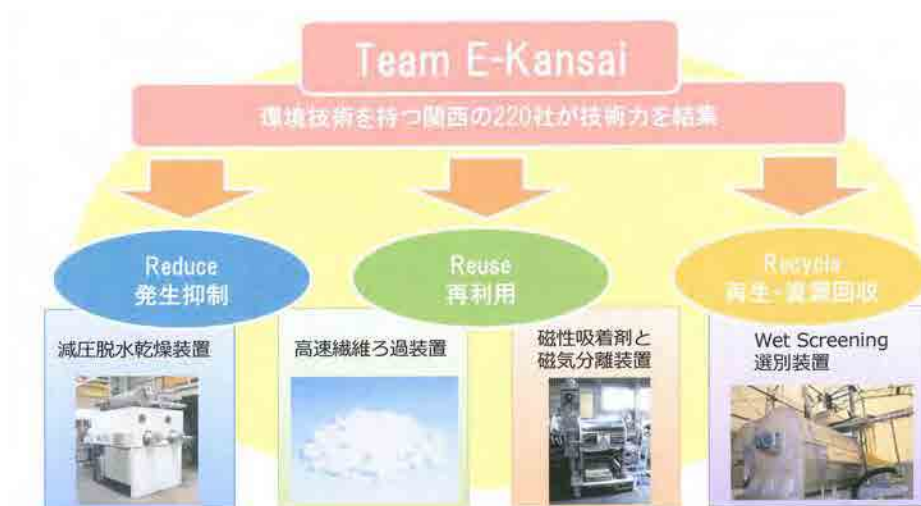 Team E-Kansai
環境技術を持つ関西の220社が技術力を結集
Reduce
発生抑制
Reuse
再利用
Recycle
再生・資源回収
減圧脱水乾燥装置
高速繊維ろ過装置
磁性吸着剤と
磁気分離装置
Wet Screening
選別装置